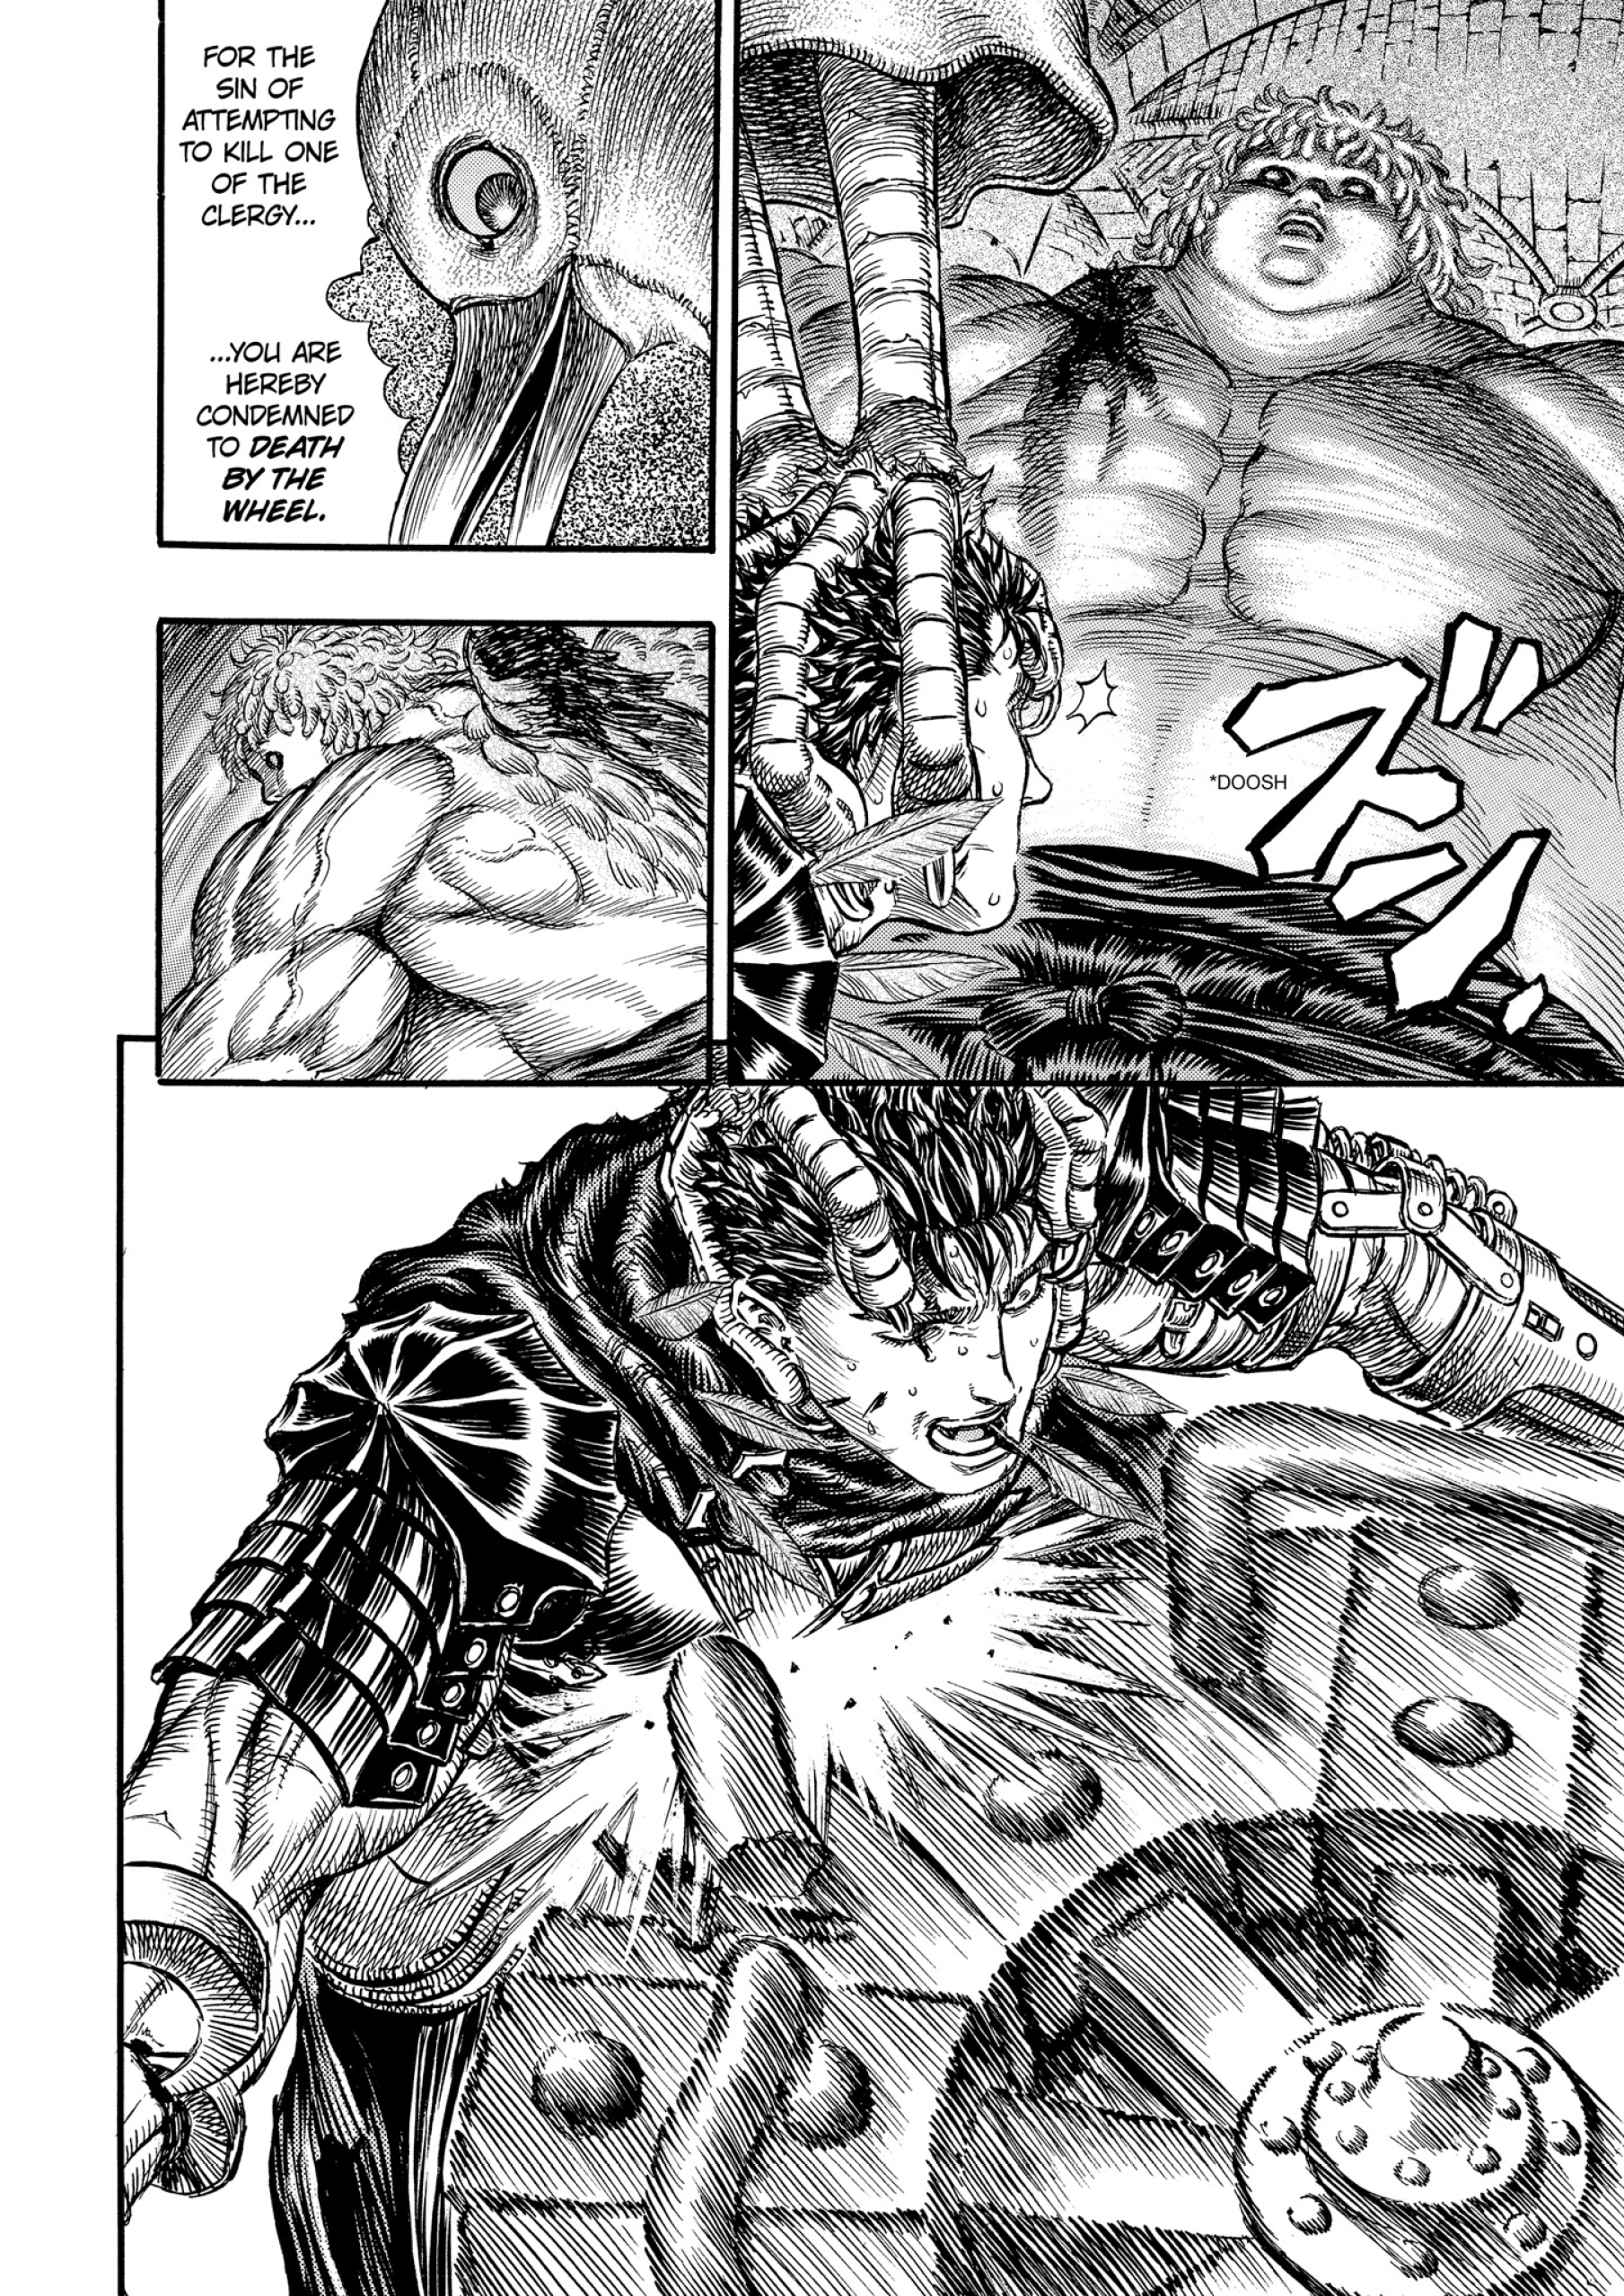 FOR THE
SIN OF
ATTEMPTING
TO KILL ONE
OF THE
CLERGY...
...YOU ARE
HEREBY
CONDEMNED
TO DEATH
BY THE
WHEEL.
ズンッ
*DOOSH